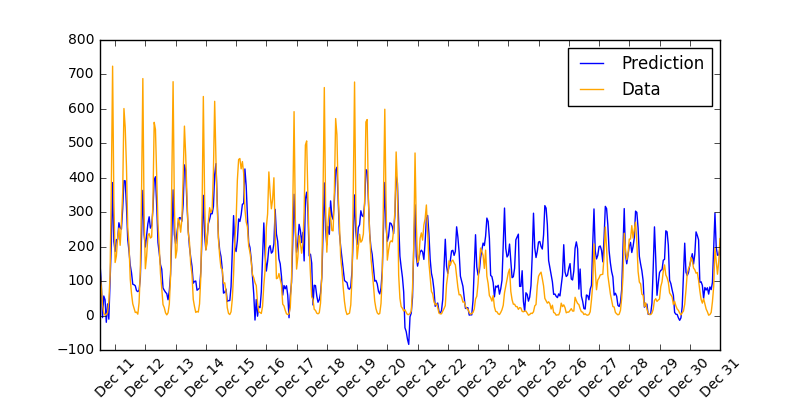 800
700
600
500
400
300
200
100
0
−100
Prediction
Data
Dec 11
Dec 12
Dec 13
Dec 14
Dec 15
Dec 16
Dec 17
Dec 18
Dec 19
Dec 20
Dec 21
Dec 22
Dec 23
Dec 24
Dec 25
Dec 26
Dec 27
Dec 28
Dec 29
Dec 30
Dec 31